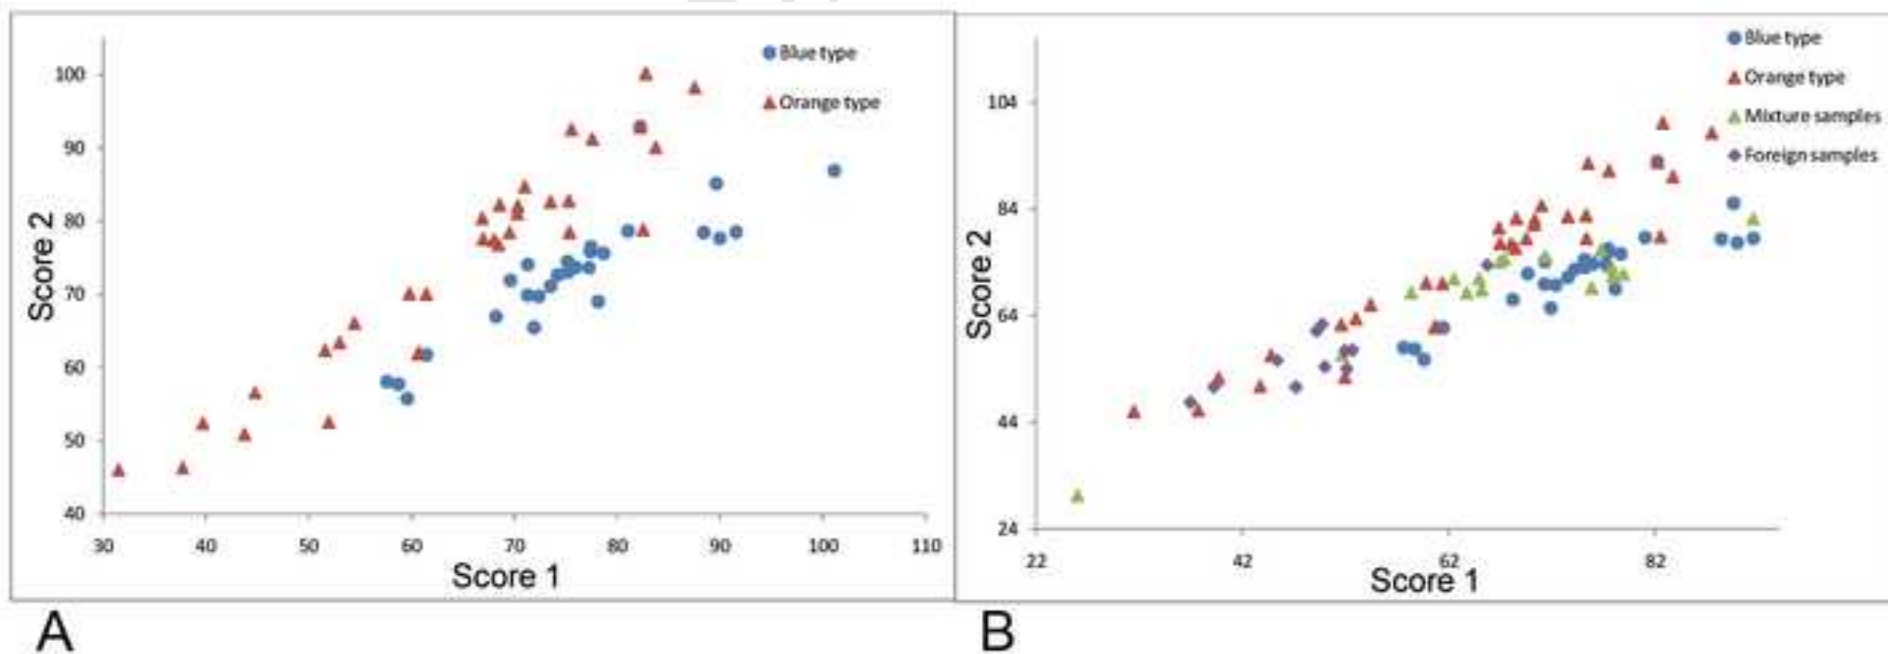 Blue type
Orange type
100
90
80
70
60
50
40
Score 2
30 40 50 60 70 80 90 100 110
Score 1
A
Blue type
Orange type
Mixture samples
Foreign samples
104
84
64
44
24
Score 2
22 42 62 82
Score 1
B